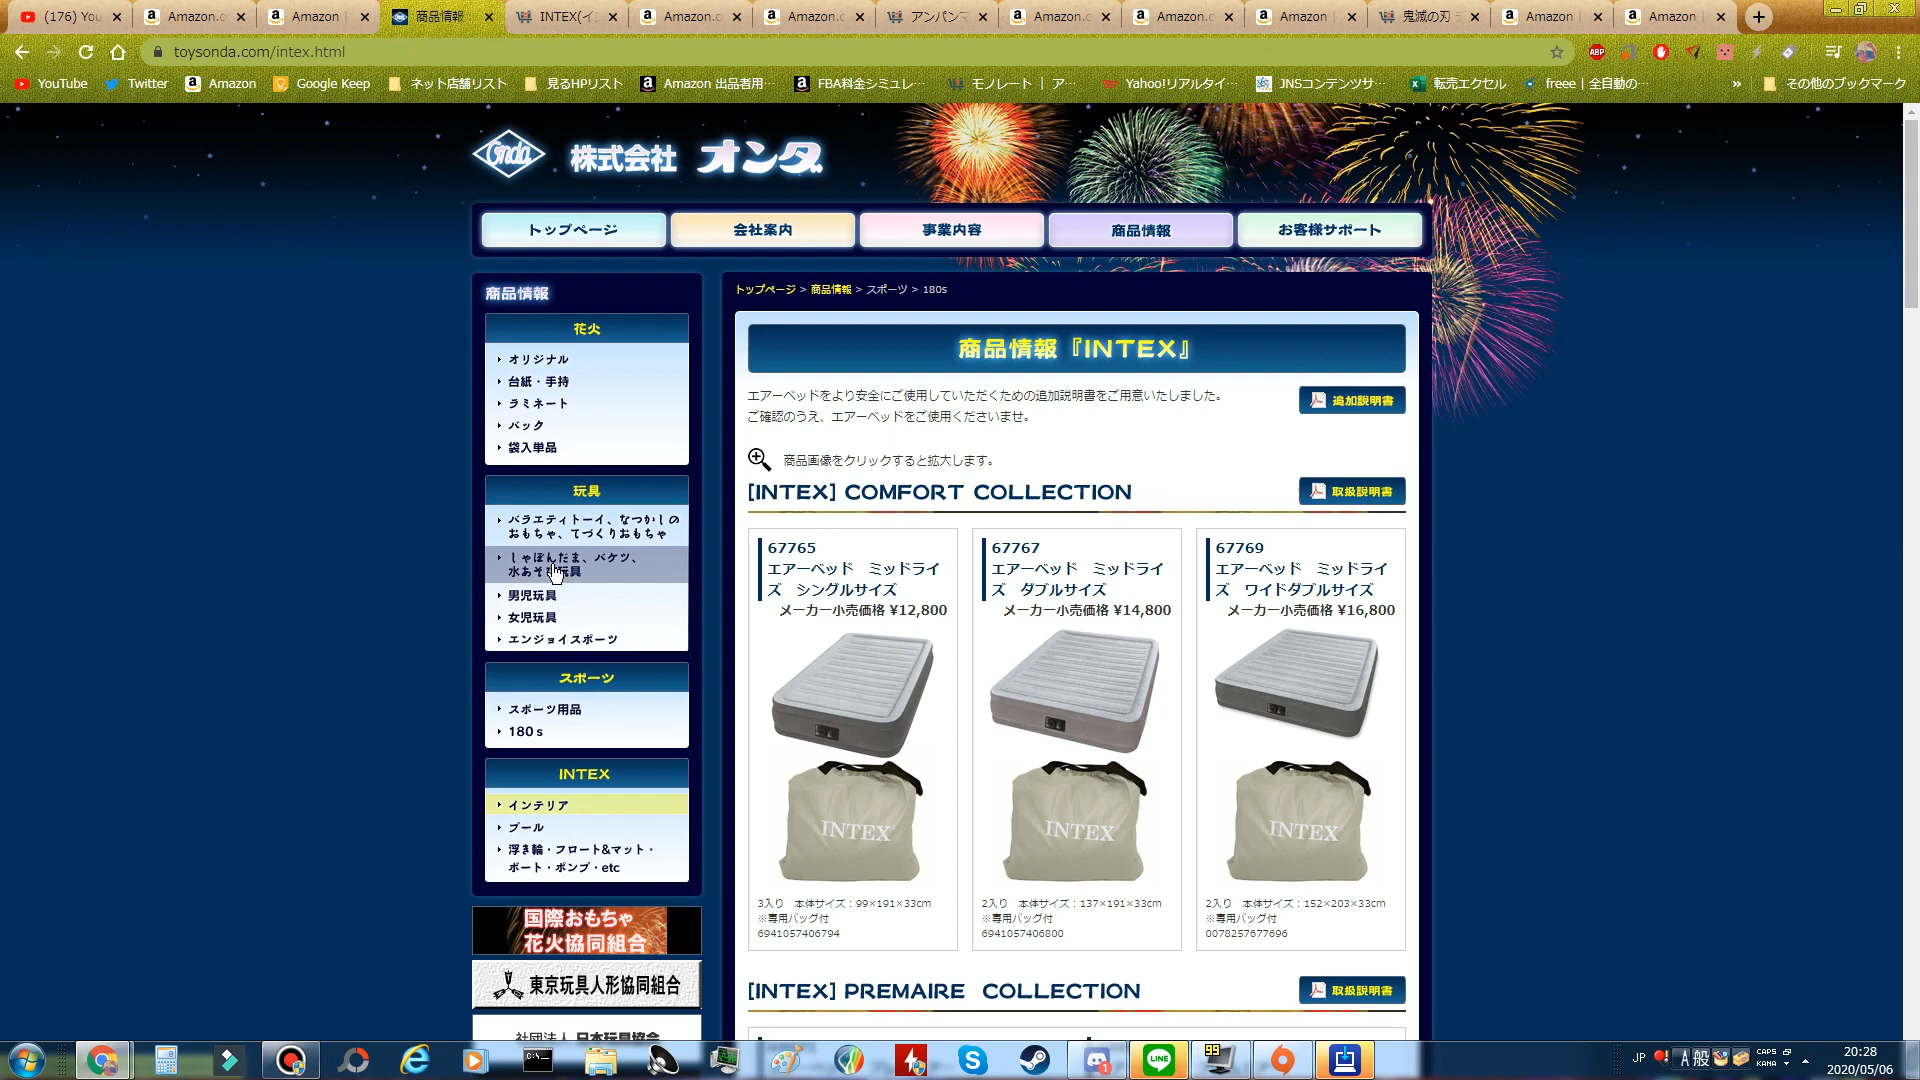 (176) You
Amazon.c
Amazon
商品情報
INTEX(イン
Amazon.c
Amazon.c
アンパンマ
Amazon.c
Amazon.c
Amazon
鬼滅の刃
Amazon
Amazon
toysonda.com/intex.html
YouTube
Twitter
Amazon
Google Keep
ネット店舗リスト
見るHPリスト
Amazon 出品者用…
FBA料金シミュレ…
モノレート | ア…
Yahoo!リアルタイ…
JNSコンテンツサ…
転売エクセル
freee | 全自動の…
»
その他のブックマーク
Onda
株式会社 オンダ
トップページ
会社案内
事業内容
商品情報
お客様サポート
商品情報
花火
オリジナル
台紙・手持
ラミネート
パック
袋入単品
玩具
バラエティトーイ、なつかしの
おもちゃ、てづくりおもちゃ
しゃぼんだま、バケツ、
水あそび玩具
男児玩具
女児玩具
エンジョイスポーツ
スポーツ
スポーツ用品
180s
INTEX
インテリア
プール
浮き輪・フロート&マット・
ボート・ポンプ・etc
国際おもちゃ
花火協同組合
東京玩具人形協同組合
社団法人 日本玩具協会
トップページ > 商品情報 > スポーツ > 180s
商品情報『INTEX』
エアーベッドをより安全にご使用していただくための追加説明書をご用意いたしました。
ご確認のうえ、エアーベッドをご使用くださいませ。
追加説明書
商品画像をクリックすると拡大します。
[INTEX] COMFORT COLLECTION
取扱説明書
67765
エアーベッド ミッドライ
ズ シングルサイズ
メーカー小売価格 ¥12,800
INTEX
3入り 本体サイズ：99×191×33cm
※専用バッグ付
6941057406794
67767
エアーベッド ミッドライ
ズ ダブルサイズ
メーカー小売価格 ¥14,800
INTEX
2入り 本体サイズ：137×191×33cm
※専用バッグ付
6941057406800
67769
エアーベッド ミッドライ
ズ ワイドダブルサイズ
メーカー小売価格 ¥16,800
INTEX
2入り 本体サイズ：152×203×33cm
※専用バッグ付
0078257677696
[INTEX] PREMAIRE COLLECTION
取扱説明書
JP
A 般
CAPS
KANA
20:28
2020/05/06